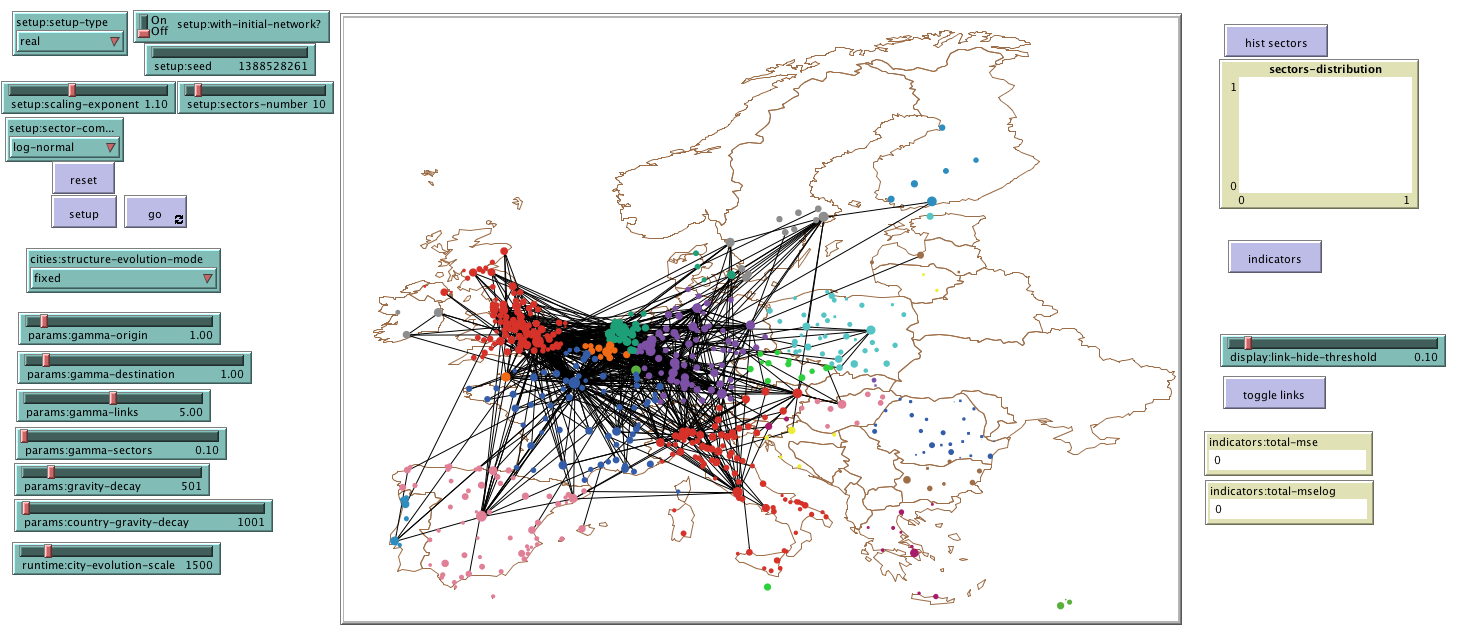 setup:setup-type
real
On
Off
setup:with-initial-network?
setup:seed 1388528261
setup:scaling-exponent 1.10
setup:sectors-number 10
setup:sector-com...
log-normal
reset
setup
go
cities:structure-evolution-mode
fixed
params:gamma-origin 1.00
params:gamma-destination 1.00
params:gamma-links 5.00
params:gamma-sectors 0.10
params:gravity-decay 501
params:country-gravity-decay 1001
runtime:city-evolution-scale 1500
hist sectors
sectors-distribution
1
0
0 1
indicators
display:link-hide-threshold 0.10
toggle links
indicators:total-mse
0
indicators:total-mselog
0